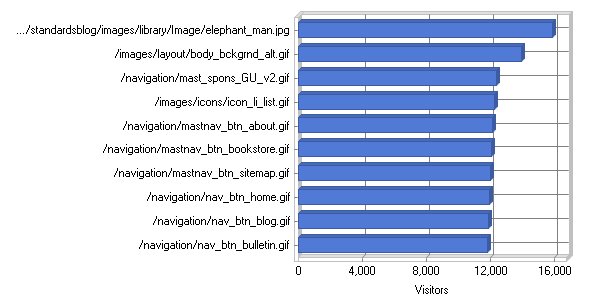 .../standardsblog/images/library/Image/elephant_man.jpg
/images/layout/body_bckgrnd_alt.gif
/navigation/mast_spons_GU_v2.gif
/images/icons/icon_li_list.gif
/navigation/mastnav_btn_about.gif
/navigation/mastnav_btn_bookstore.gif
/navigation/mastnav_btn_sitemap.gif
/navigation/nav_btn_home.gif
/navigation/nav_btn_blog.gif
/navigation/nav_btn_bulletin.gif
0 4,000 8,000 12,000 16,000
Visitors